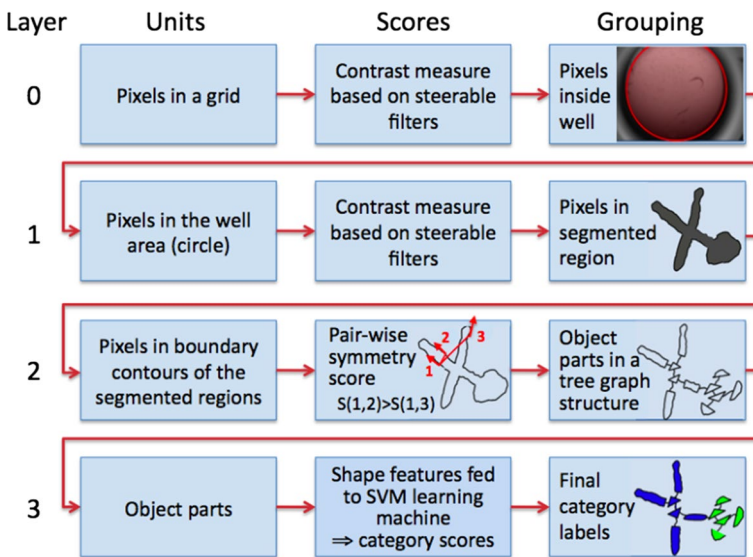 Layer Units Scores Grouping
0
Pixels in a grid
Contrast measure
based on steerable
filters
Pixels
inside
well
1
Pixels in the well
area (circle)
Contrast measure
based on steerable
filters
Pixels in
segmented
region
2
Pixels in boundary
contours of the
segmented regions
Pair-wise
symmetry
score
S(1,2)>S(1,3)
1
2
3
Object
parts in a
tree graph
structure
3
Object parts
Shape features fed
to SVM learning
machine
⇒ category scores
Final
category
labels